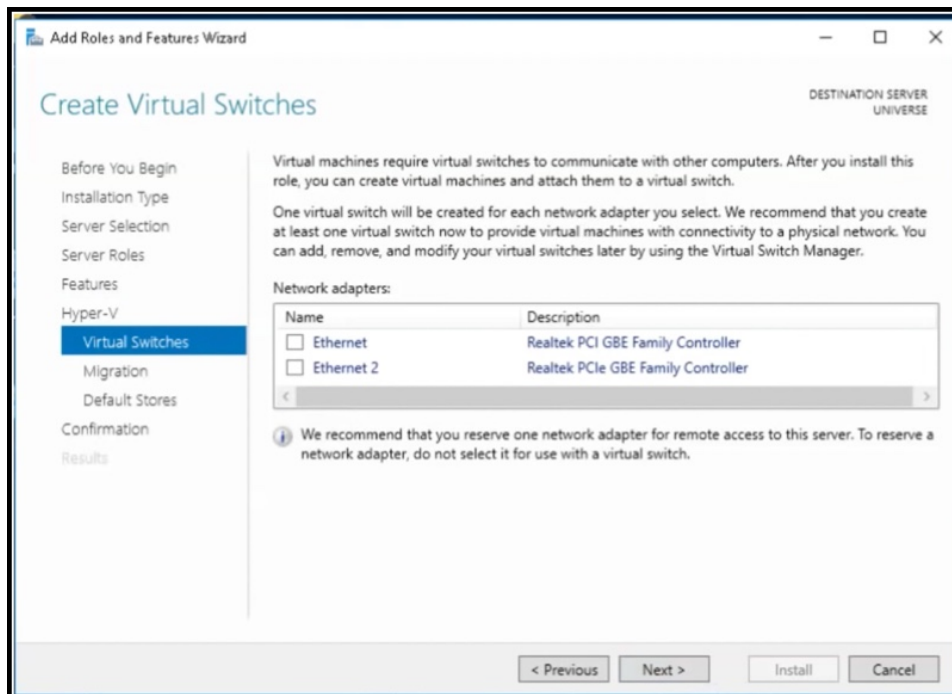 Add Roles and Features Wizard
Create Virtual Switches
DESTINATION SERVER
UNIVERSE
Before You Begin
Installation Type
Server Selection
Server Roles
Features
Hyper-V
Virtual Switches
Migration
Default Stores
Confirmation
Results
Virtual machines require virtual switches to communicate with other computers. After you install this
role, you can create virtual machines and attach them to a virtual switch.
One virtual switch will be created for each network adapter you select. We recommend that you create
at least one virtual switch now to provide virtual machines with connectivity to a physical network. You
can add, remove, and modify your virtual switches later by using the Virtual Switch Manager.
Network adapters:
Name Description
Ethernet Realtek PCI GBE Family Controller
Ethernet 2 Realtek PCIe GBE Family Controller
We recommend that you reserve one network adapter for remote access to this server. To reserve a
network adapter, do not select it for use with a virtual switch.
< Previous Next > Install Cancel